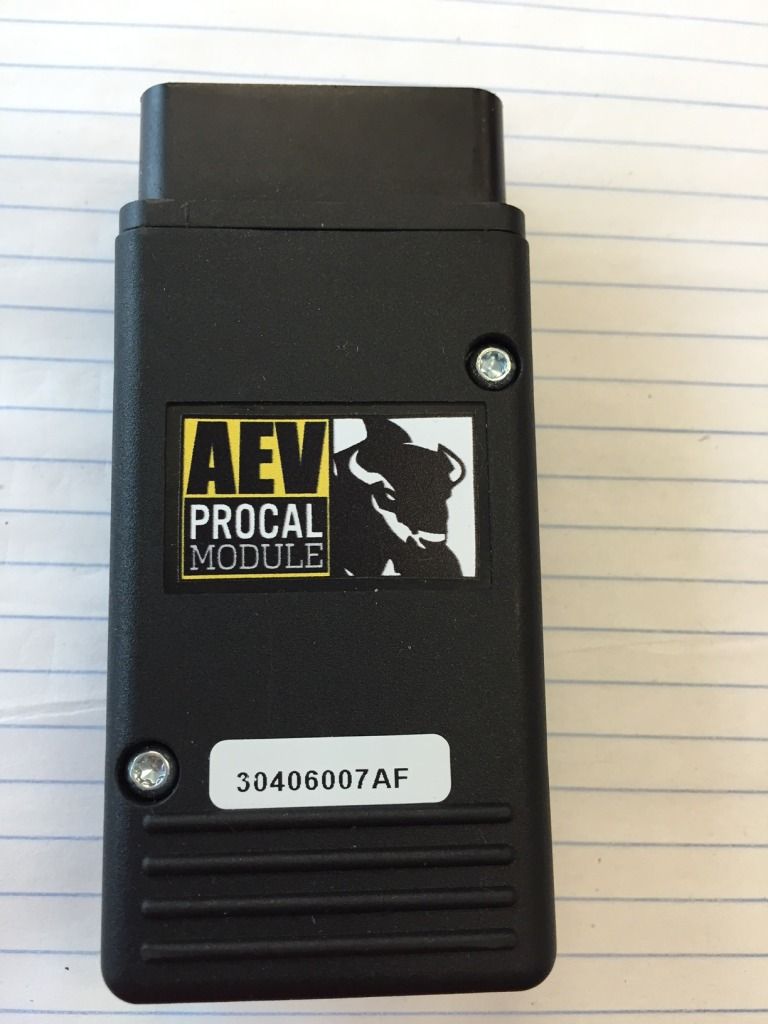 AEV
PROCAL
MODULE
30406007AF